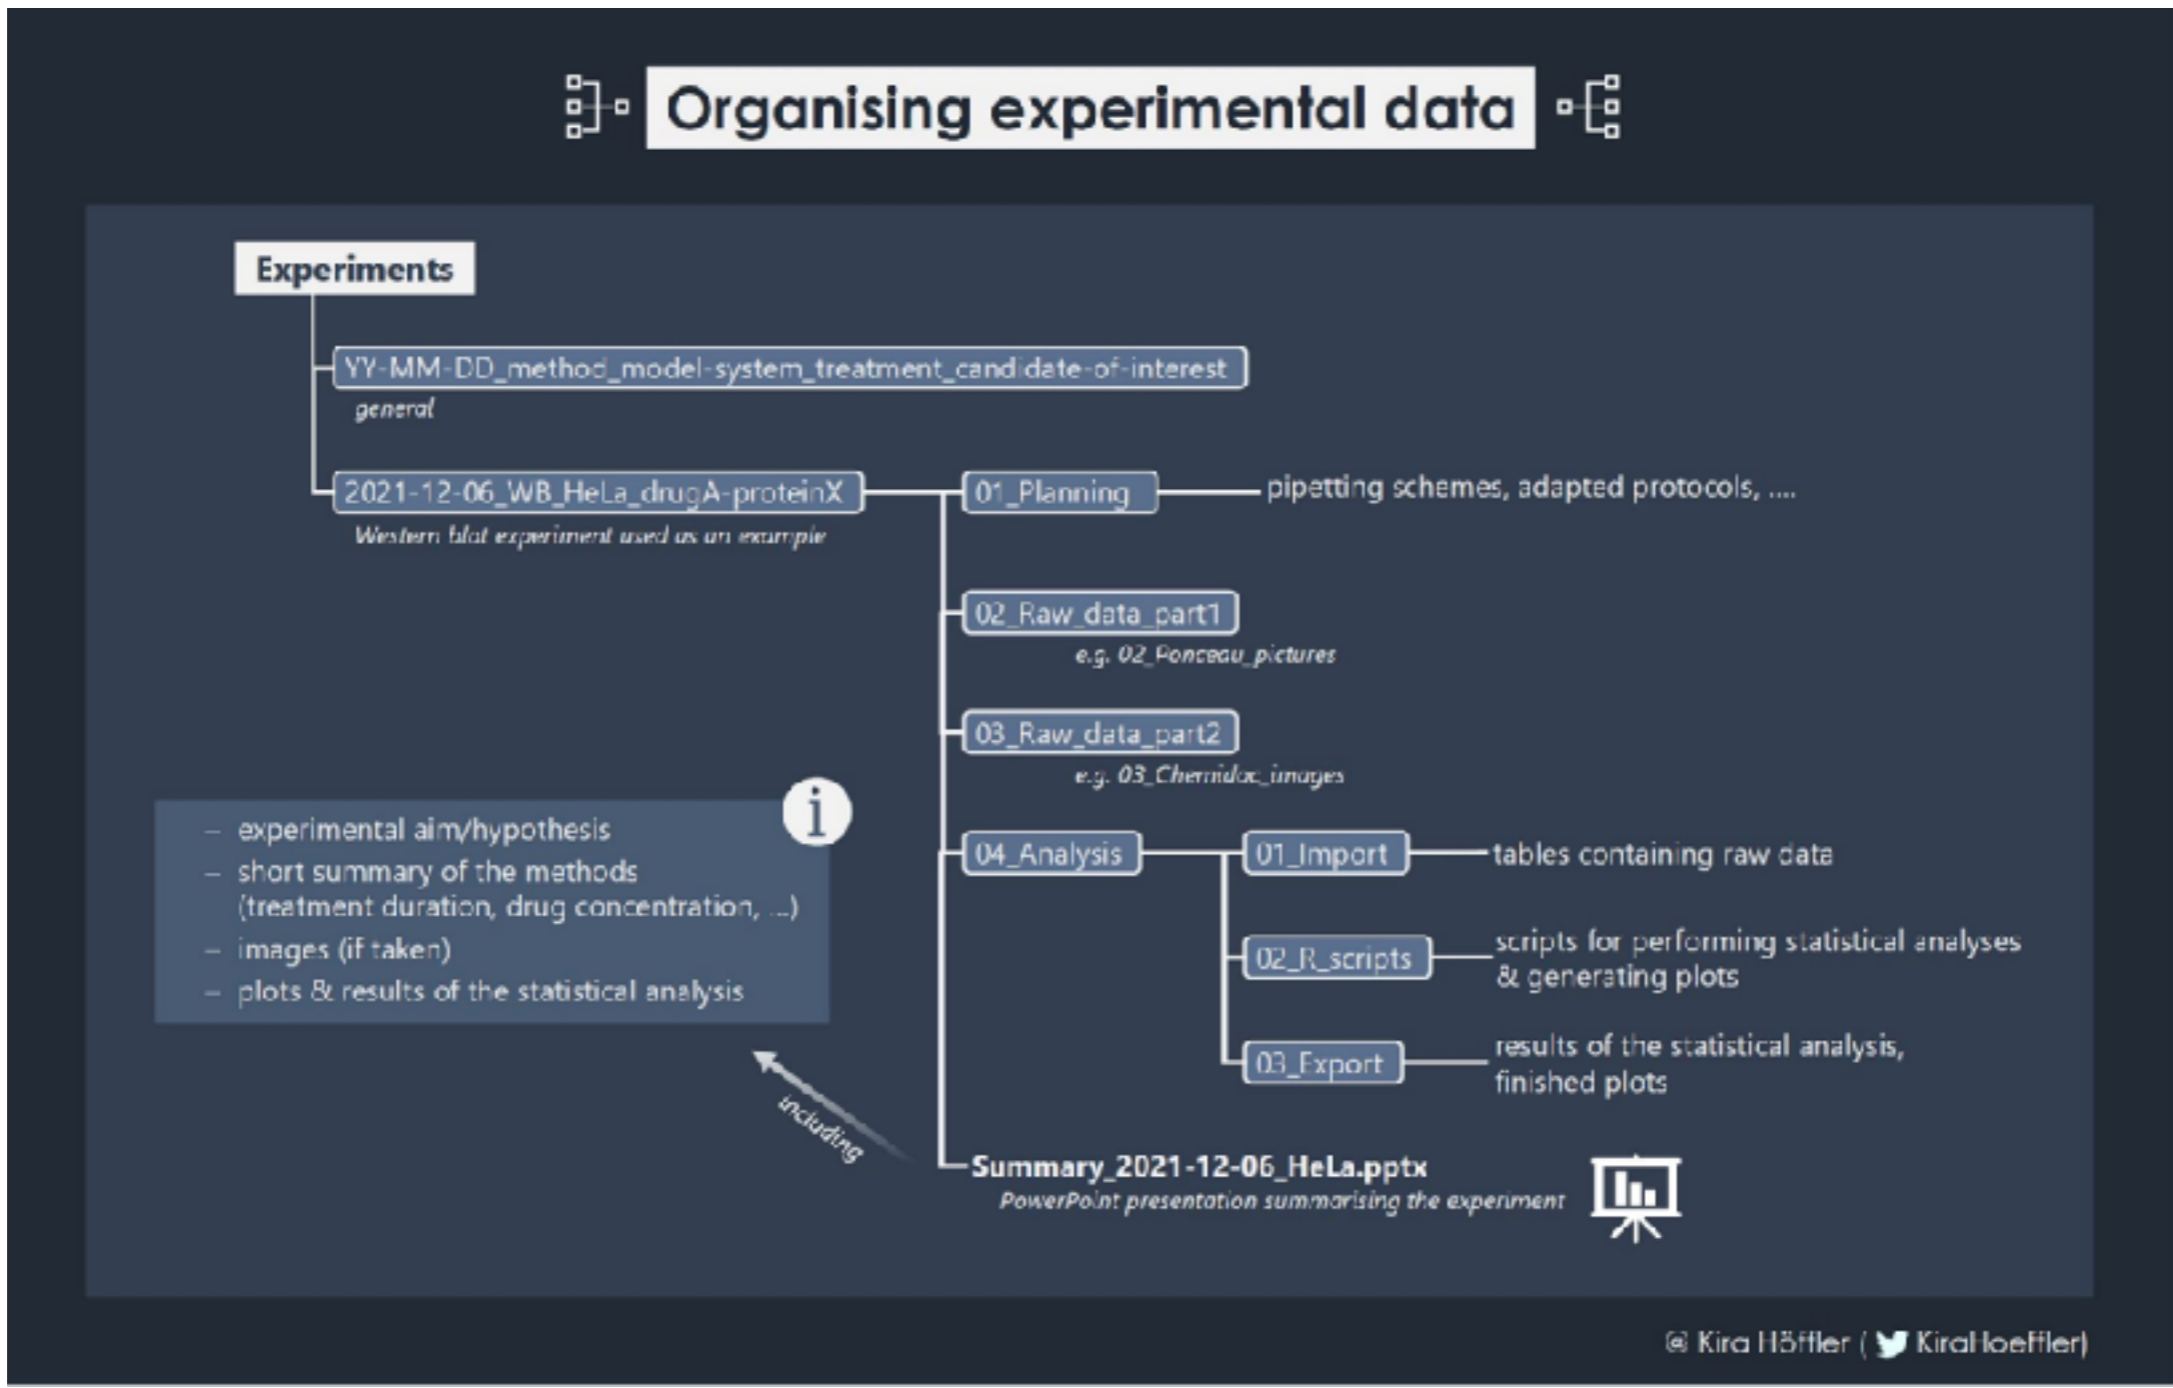 Organising experimental data
Experiments
YY-MM-DD_method_model-system_treatment_candidate-of-interest
general
2021-12-06_WB_HeLa_drugA-proteinX
Western blot experiment used as an example
01_Planning
pipetting schemes, adapted protocols, ....
02_Raw_data_part1
e.g. 02_Ponceau_pictures
03_Raw_data_part2
e.g. 03_Chemidoc_images
04_Analysis
01_Import
tables containing raw data
02_R_scripts
scripts for performing statistical analyses
& generating plots
03_Export
results of the statistical analysis,
finished plots
Summary_2021-12-06_HeLa.pptx
PowerPoint presentation summarising the experiment
including
i
– experimental aim/hypothesis
– short summary of the methods
(treatment duration, drug concentration, ...)
– images (if taken)
– plots & results of the statistical analysis
@ Kira Höffler ( KiraHoeffler)